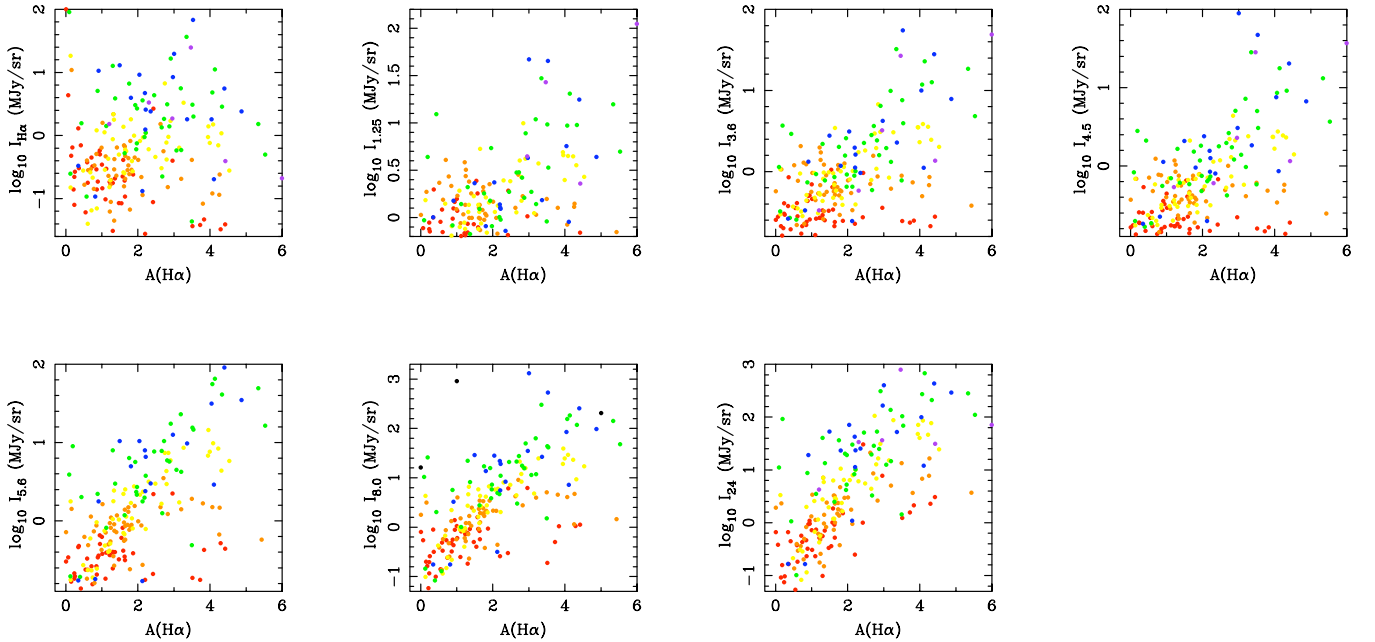 log10 IHα (MJy/sr)
2
1
0
−1
0 2 4 6
A(Hα)
log10 I1.25 (MJy/sr)
2
1.5
1
0.5
0
0 2 4 6
A(Hα)
log10 I3.6 (MJy/sr)
2
1
0
0 2 4 6
A(Hα)
log10 I4.5 (MJy/sr)
2
1
0
0 2 4 6
A(Hα)
log10 I5.8 (MJy/sr)
2
1
0
0 2 4 6
A(Hα)
log10 I8.0 (MJy/sr)
3
2
1
0
−1
0 2 4 6
A(Hα)
log10 I24 (MJy/sr)
3
2
1
0
−1
0 2 4 6
A(Hα)